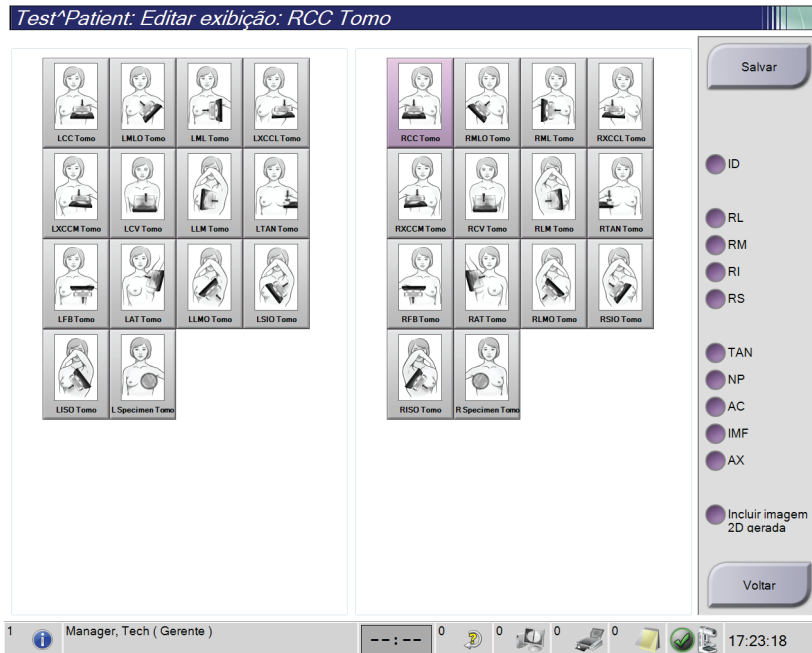 Test^Patient: Editar exibição: RCC Tomo
LCC Tomo LMLO Tomo LML Tomo LXCCL Tomo
LXCCM Tomo LCV Tomo LLM Tomo LTAN Tomo
LFB Tomo LAT Tomo LLMO Tomo LSIO Tomo
LISO Tomo L Specimen Tomo
RCC Tomo RMLO Tomo RML Tomo RXCCL Tomo
RXCCM Tomo RCV Tomo RLM Tomo RTAN Tomo
RFB Tomo RAT Tomo RLMO Tomo RSIO Tomo
RISO Tomo R Specimen Tomo
Salvar
ID
RL
RM
RI
RS
TAN
NP
AC
IMF
AX
Incluir imagem
2D gerada
Voltar
1 Manager, Tech ( Gerente ) --:-- 0 0 0 0 17:23:18